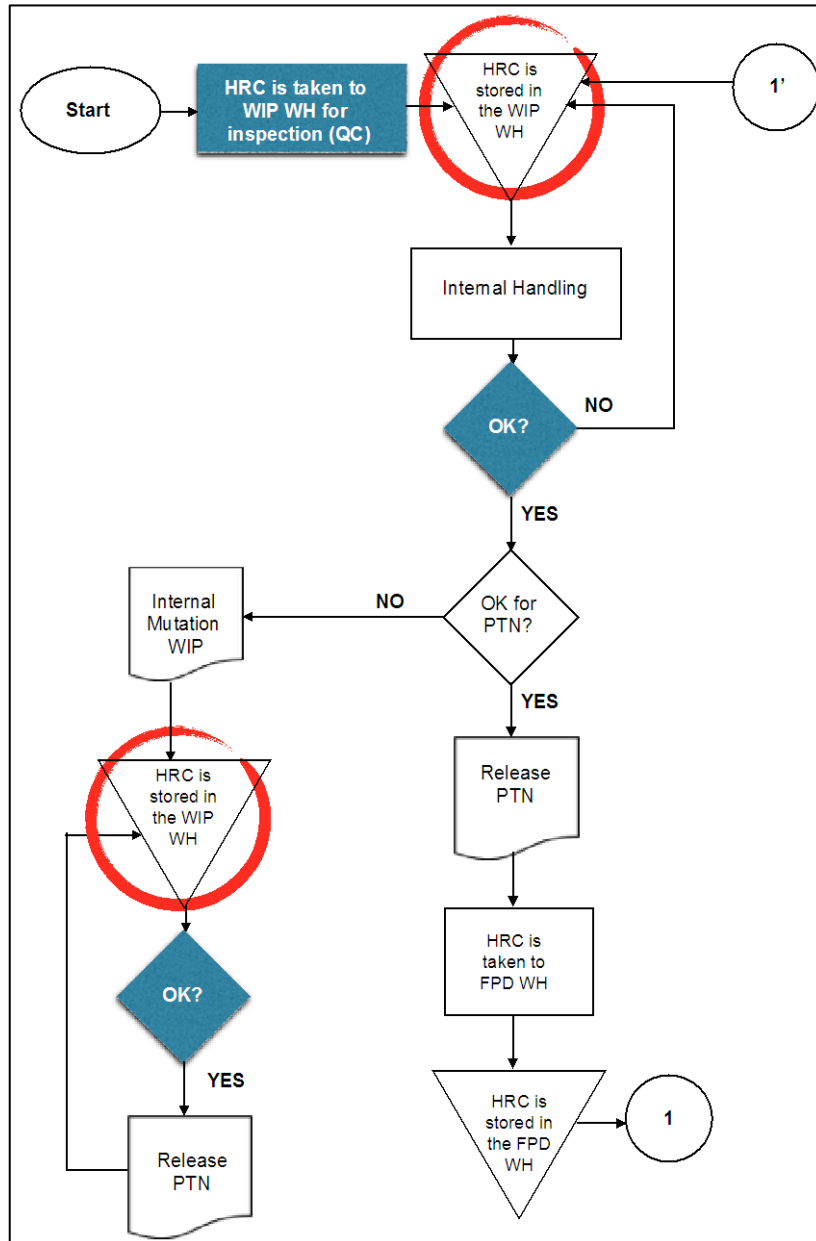 Start
HRC is taken to
WIP WH for
inspection (QC)
HRC is
stored in
the WIP
WH
1'
Internal Handling
OK?
NO
YES
OK for
PTN?
NO
Internal
Mutation
WIP
YES
Release
PTN
HRC is
stored in
the WIP
WH
HRC is
taken to
FPD WH
OK?
YES
HRC is
stored in
the FPD
WH
1
Release
PTN